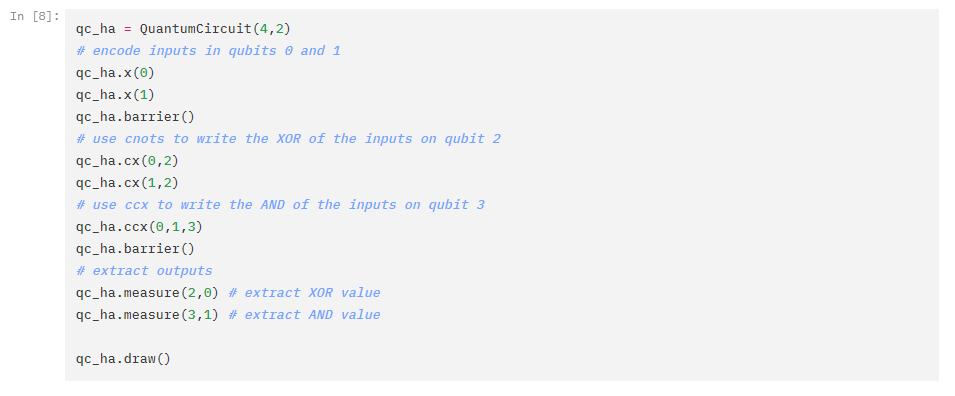 In [8]:
qc_ha = QuantumCircuit(4,2)
# encode inputs in qubits 0 and 1
qc_ha.x(0)
qc_ha.x(1)
qc_ha.barrier()
# use cnots to write the XOR of the inputs on qubit 2
qc_ha.cx(0,2)
qc_ha.cx(1,2)
# use ccx to write the AND of the inputs on qubit 3
qc_ha.ccx(0,1,3)
qc_ha.barrier()
# extract outputs
qc_ha.measure(2,0) # extract XOR value
qc_ha.measure(3,1) # extract AND value
qc_ha.draw()